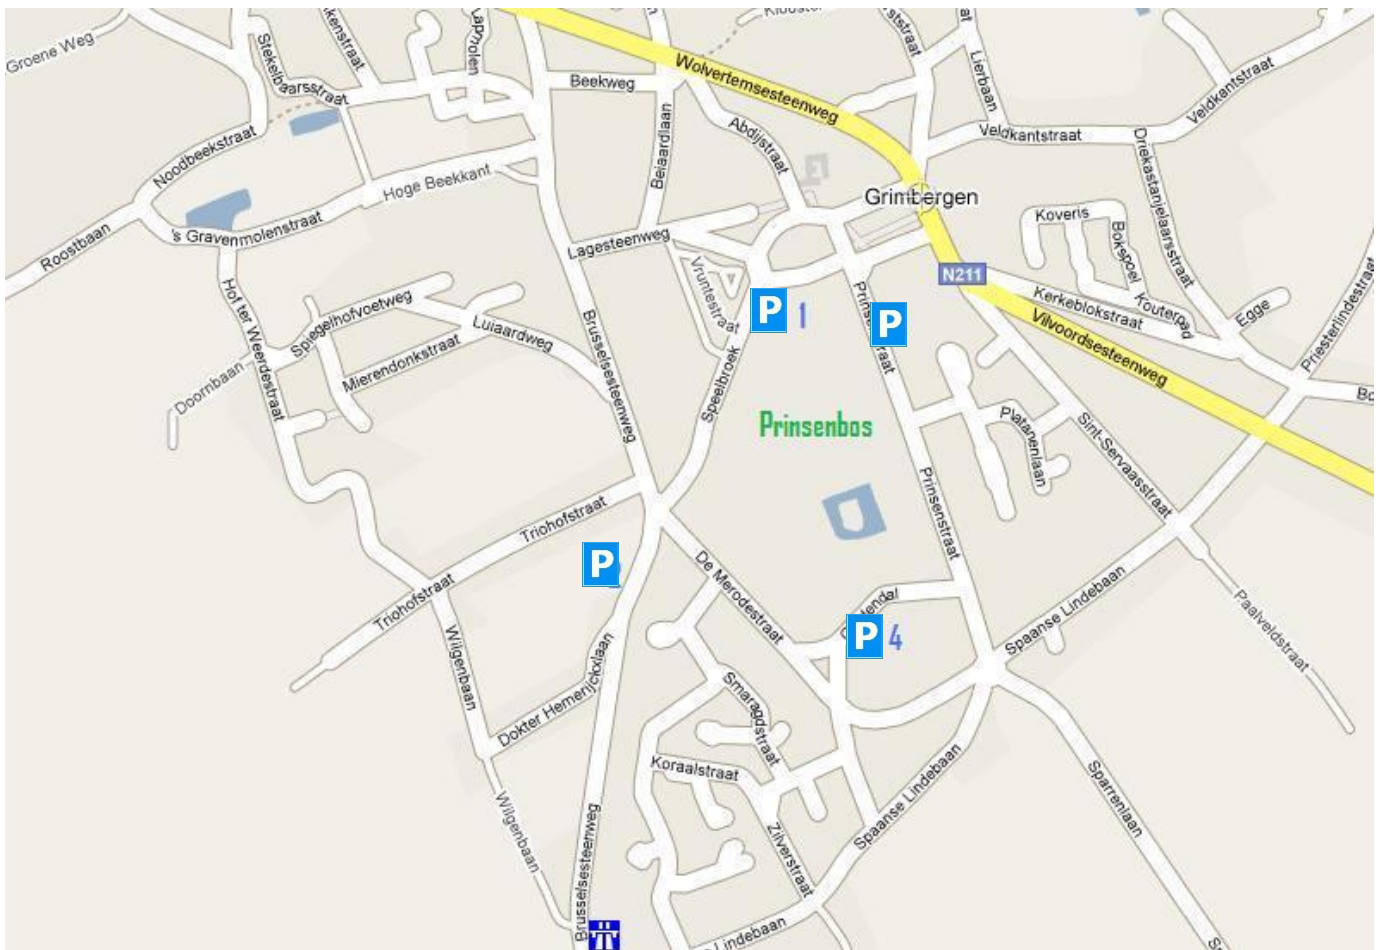 Groene Weg
Stekelbaarsstraat
Lierbaan
Beekweg
Wolvertemsesteenweg
Veldkantstraat
Noodbeekstraat
Beiaardlaan
Abdijstraat
Veldkantstraat
Driekastanjelaarsstraat
Hoge Beekkant
Grimbergen
Roostbaan
's Gravenmolenstraat
Lagesteenweg
Koveris
Bokspoel
N211
Hof ter Weerdestraat
Spiegelhofvoetweg
Vruntestraat
Kerkeblokstraat
Kouterpad
Egge
Priesterlindestraat
P 1
P
Brusselsesteenweg
Luiaardweg
Mierendonkstraat
Doornbaan
Speelbroek
Vilvoordsesteenweg
Prinsenbos
Platanenlaan
Sint-Servaasstraat
Triohofstraat
Prinsenstraat
P
De Merodestraat
Triohofstraat
Spaanse Lindebaan
Paalveldstraat
P 4
Wilgenbaan
Dokter Hemerijckxlaan
Smaragdstraat
Koraalstraat
Spaanse Lindebaan
Sparrenlaan
Wilgenbaan
Brusselsesteenweg
Zilverstraat
Lindebaan